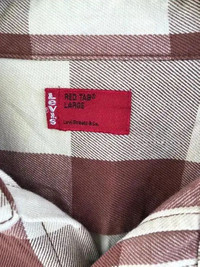 LEVI'S
RED TAB®
LARGE
Levi Strauss & Co.